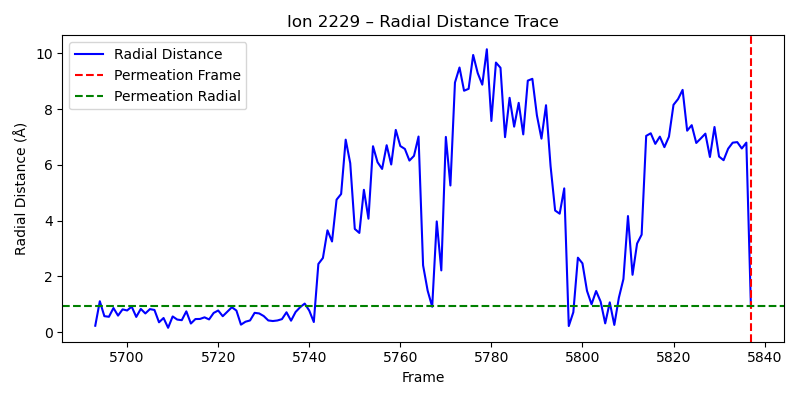 Ion 2229 – Radial Distance Trace
Radial Distance
Permeation Frame
Permeation Radial
Radial Distance (Å)
10
8
6
4
2
0
5700
5720
5740
5760
5780
5800
5820
5840
Frame